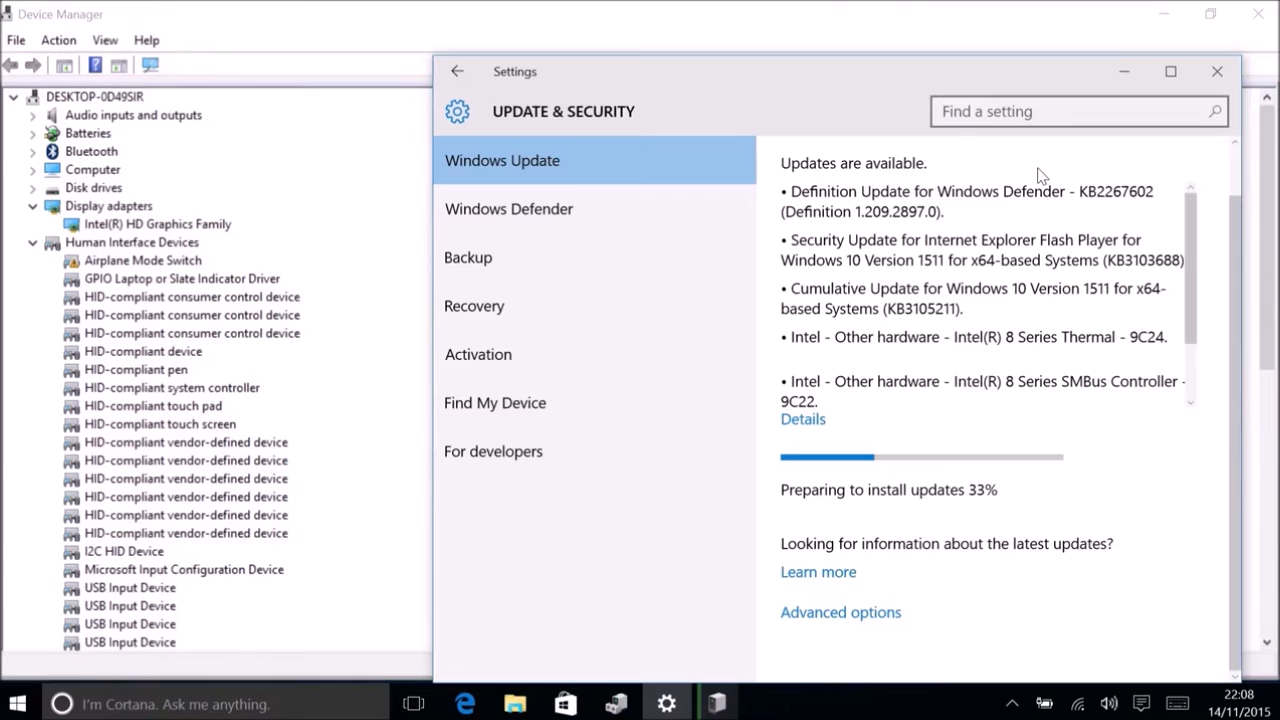 Device Manager
File Action View Help
DESKTOP-0D49SIR
Audio inputs and outputs
Batteries
Bluetooth
Computer
Disk drives
Display adapters
Intel(R) HD Graphics Family
Human Interface Devices
Airplane Mode Switch
GPIO Laptop or Slate Indicator Driver
HID-compliant consumer control device
HID-compliant consumer control device
HID-compliant consumer control device
HID-compliant device
HID-compliant pen
HID-compliant system controller
HID-compliant touch pad
HID-compliant touch screen
HID-compliant vendor-defined device
HID-compliant vendor-defined device
HID-compliant vendor-defined device
HID-compliant vendor-defined device
HID-compliant vendor-defined device
HID-compliant vendor-defined device
I2C HID Device
Microsoft Input Configuration Device
USB Input Device
USB Input Device
USB Input Device
USB Input Device
Settings
UPDATE & SECURITY
Find a setting
Windows Update
Windows Defender
Backup
Recovery
Activation
Find My Device
For developers
Updates are available.
• Definition Update for Windows Defender - KB2267602
(Definition 1.209.2897.0).
• Security Update for Internet Explorer Flash Player for
Windows 10 Version 1511 for x64-based Systems (KB3103688)
• Cumulative Update for Windows 10 Version 1511 for x64-
based Systems (KB3105211).
• Intel - Other hardware - Intel(R) 8 Series Thermal - 9C24.
• Intel - Other hardware - Intel(R) 8 Series SMBus Controller -
9C22.
Details
Preparing to install updates 33%
Looking for information about the latest updates?
Learn more
Advanced options
I'm Cortana. Ask me anything.
22:08
14/11/2015